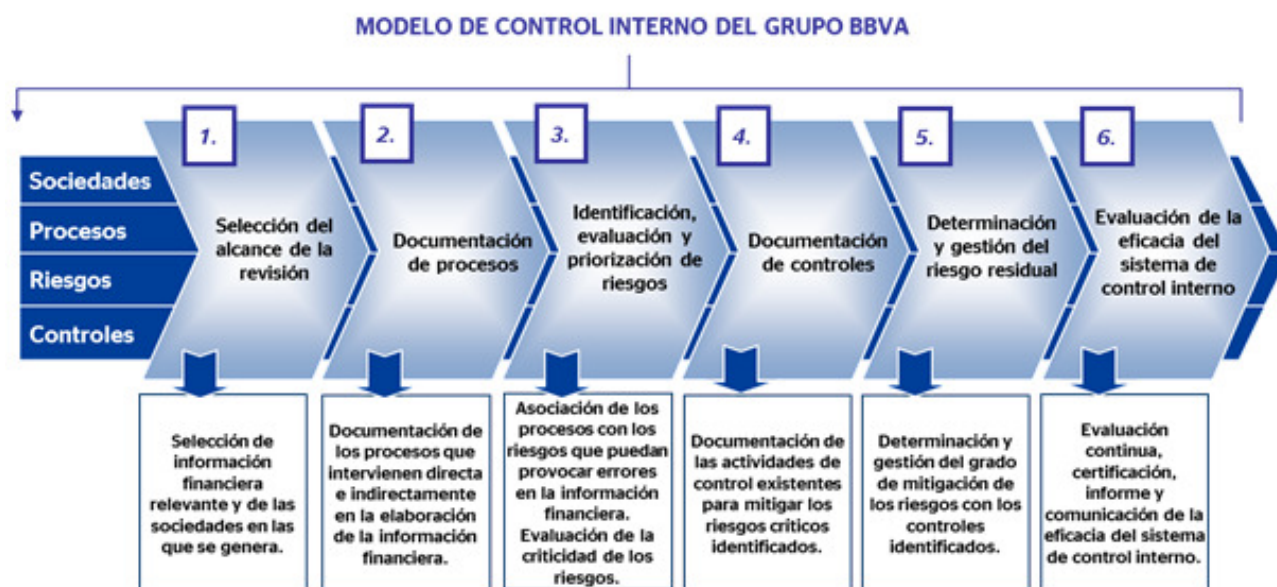 MODELO DE CONTROL INTERNO DEL GRUPO BBVA
Sociedades
Procesos
Riesgos
Controles
1.
Selección del
alcance de la
revisión
2.
Documentación
de procesos
3.
Identificación,
evaluación y
priorización de
riesgos
4.
Documentación
de controles
5.
Determinación
y gestión del
riesgo residual
6.
Evaluación de la
eficacia del
sistema de
control interno
Selección de
información
financiera
relevante y de las
sociedades en las
que se genera.
Documentación de
los procesos que
intervienen directa
e indirectamente
en la elaboración
de la información
financiera.
Asociación de los
procesos con los
riesgos que puedan
provocar errores
en la información
financiera.
Evaluación de la
criticidad de los
riesgos.
Documentación de
las actividades de
control existentes
para mitigar los
riesgos críticos
identificados.
Determinación y
gestión del grado
de mitigación de
los riesgos con los
controles
identificados.
Evaluación
continua,
certificación,
informe y
comunicación de la
eficacia del sistema
de control interno.